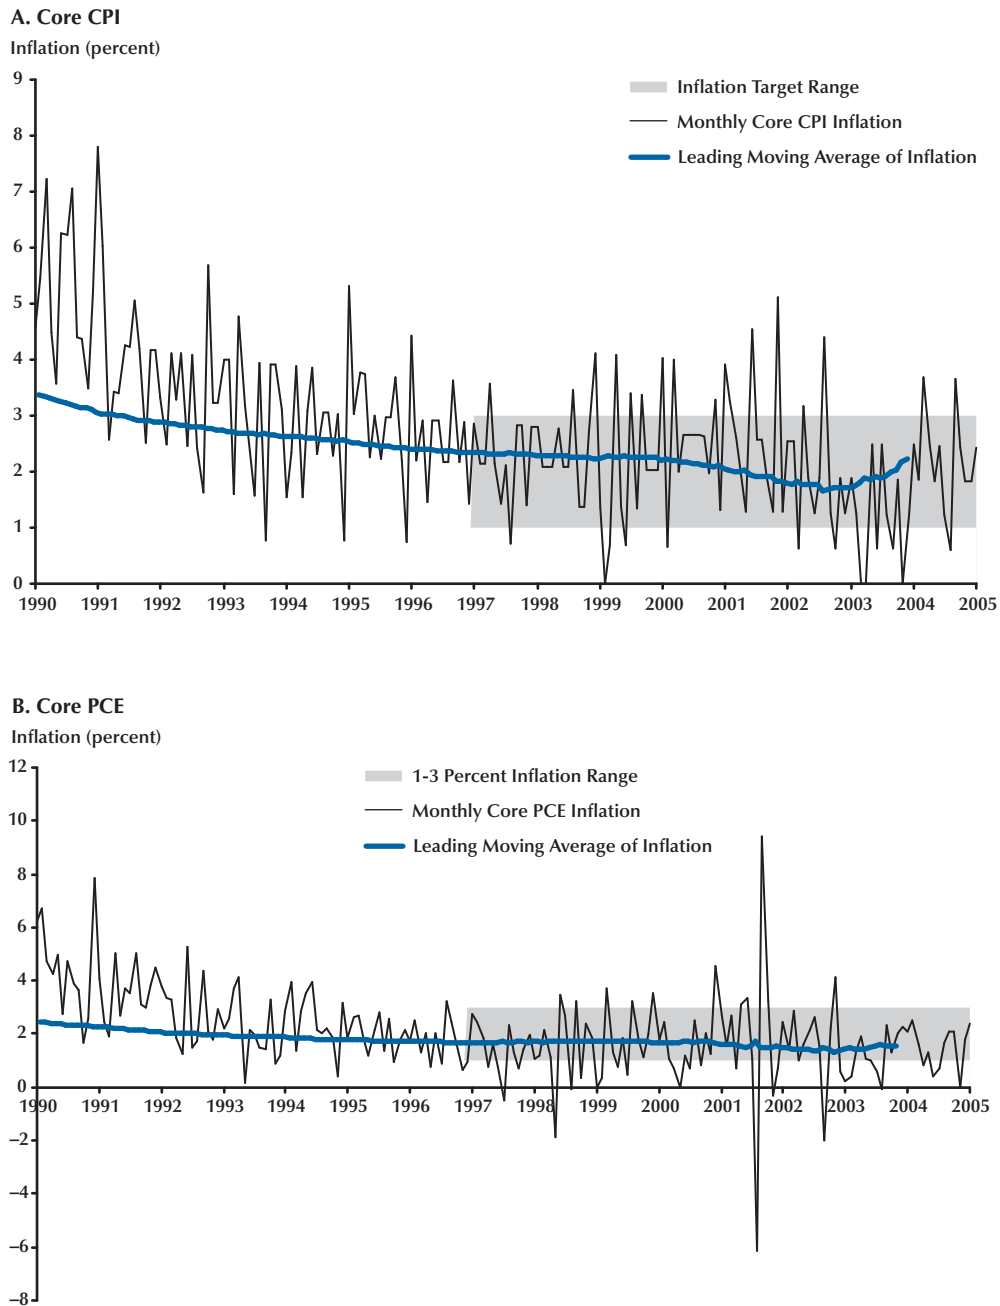 A. Core CPI
Inflation (percent)
9
Inflation Target Range
8
Monthly Core CPI Inflation
Leading Moving Average of Inflation
7
6
5
4
3
2
1
0
1990 1991 1992 1993 1994 1995 1996 1997 1998 1999 2000 2001 2002 2003 2004 2005
B. Core PCE
Inflation (percent)
12
1-3 Percent Inflation Range
Monthly Core PCE Inflation
10
Leading Moving Average of Inflation
8
6
4
2
0
1990 1991 1992 1993 1994 1995 1996 1997 1998 1999 2000 2001 2002 2003 2004 2005
−2
−4
−6
−8